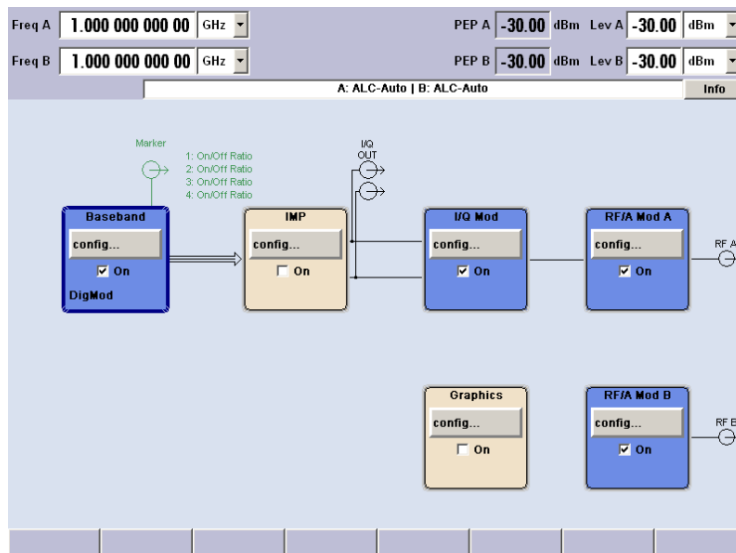 Freq A 1.000 000 000 00 GHz PEP A -30.00 dBm Lev A -30.00 dBm
Freq B 1.000 000 000 00 GHz PEP B -30.00 dBm Lev B -30.00 dBm
A: ALC-Auto | B: ALC-Auto Info
Marker
1: On/Off Ratio
2: On/Off Ratio
3: On/Off Ratio
4: On/Off Ratio
I/Q
OUT
Baseband
config...
On
DigMod
IMP
config...
On
I/Q Mod
config...
On
RF/A Mod A
config...
On
RF A
Graphics
config...
On
RF/A Mod B
config...
On
RF B